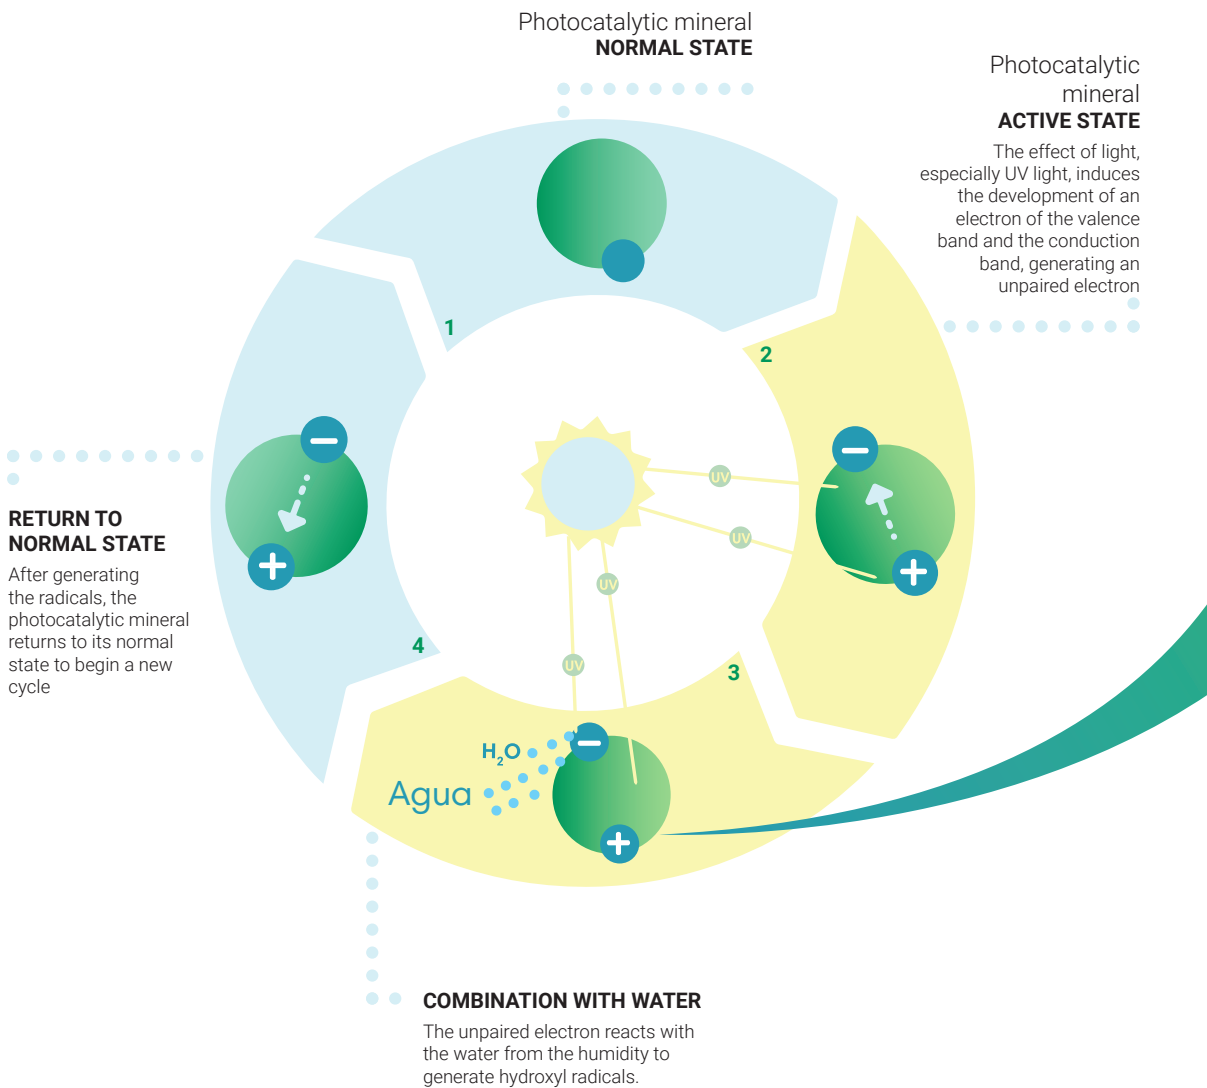 Photocatalytic mineral
NORMAL STATE
Photocatalytic
mineral
ACTIVE STATE
The effect of light,
especially UV light, induces
the development of an
electron of the valence
band and the conduction
band, generating an
unpaired electron
1
2
UV
UV
UV
UV
RETURN TO
NORMAL STATE
After generating
the radicals, the
photocatalytic mineral
returns to its normal
state to begin a new
cycle
4
3
H₂O
Agua
COMBINATION WITH WATER
The unpaired electron reacts with
the water from the humidity to
generate hydroxyl radicals.